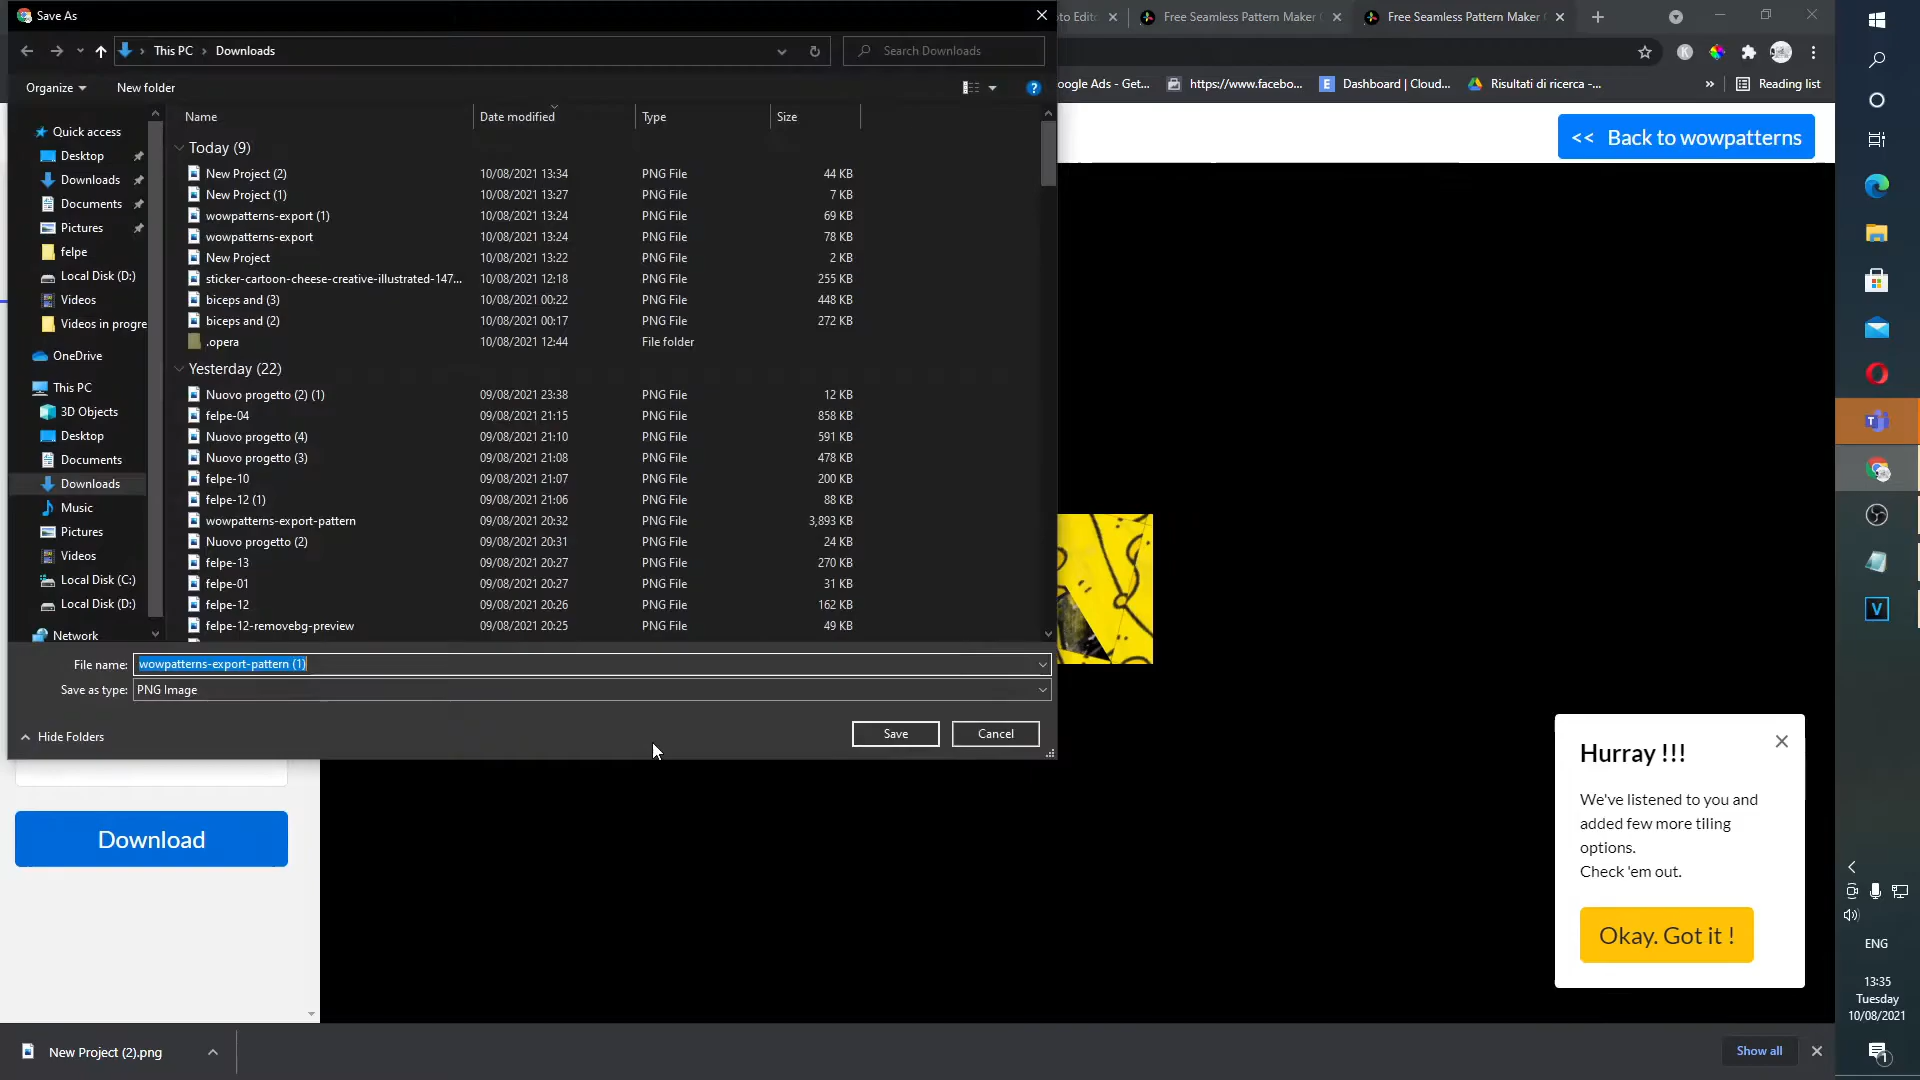 Save As
oto Edit
Free Seamless Pattern Maker
Free Seamless Pattern Maker
This PC
Downloads
Search Downloads
Organize
New folder
oogle Ads - Get...
https://www.facebo...
Dashboard | Cloud...
Risultati di ricerca -...
»
Reading list
<< Back to wowpatterns
Name
Date modified
Type
Size
Quick access
Desktop
Downloads
Documents
Pictures
felpe
Local Disk (D:)
Videos
Videos in progre
OneDrive
This PC
3D Objects
Desktop
Documents
Downloads
Music
Pictures
Videos
Local Disk (C:)
Local Disk (D:)
Network
Today (9)
New Project (2) 10/08/2021 13:34 PNG File 44 KB
New Project (1) 10/08/2021 13:27 PNG File 7 KB
wowpatterns-export (1) 10/08/2021 13:24 PNG File 69 KB
wowpatterns-export 10/08/2021 13:24 PNG File 78 KB
New Project 10/08/2021 13:22 PNG File 2 KB
sticker-cartoon-cheese-creative-illustrated-147... 10/08/2021 12:18 PNG File 255 KB
biceps and (3) 10/08/2021 00:22 PNG File 448 KB
biceps and (2) 10/08/2021 00:17 PNG File 272 KB
.opera 10/08/2021 12:44 File folder
Yesterday (22)
Nuovo progetto (2) (1) 09/08/2021 23:38 PNG File 12 KB
felpe-04 09/08/2021 21:15 PNG File 858 KB
Nuovo progetto (4) 09/08/2021 21:10 PNG File 591 KB
Nuovo progetto (3) 09/08/2021 21:08 PNG File 478 KB
felpe-10 09/08/2021 21:07 PNG File 200 KB
felpe-12 (1) 09/08/2021 21:06 PNG File 88 KB
wowpatterns-export-pattern 09/08/2021 20:32 PNG File 3,893 KB
Nuovo progetto (2) 09/08/2021 20:31 PNG File 24 KB
felpe-13 09/08/2021 20:27 PNG File 270 KB
felpe-01 09/08/2021 20:27 PNG File 31 KB
felpe-12 09/08/2021 20:26 PNG File 162 KB
felpe-12-removebg-preview 09/08/2021 20:25 PNG File 49 KB
File name: wowpatterns-export-pattern (1)
Save as type: PNG Image
Hide Folders
Save
Cancel
Download
Hurray !!!
We've listened to you and
added few more tiling
options.
Check 'em out.
Okay. Got it !
ENG
13:35
Tuesday
10/08/2021
1
New Project (2).png
Show all